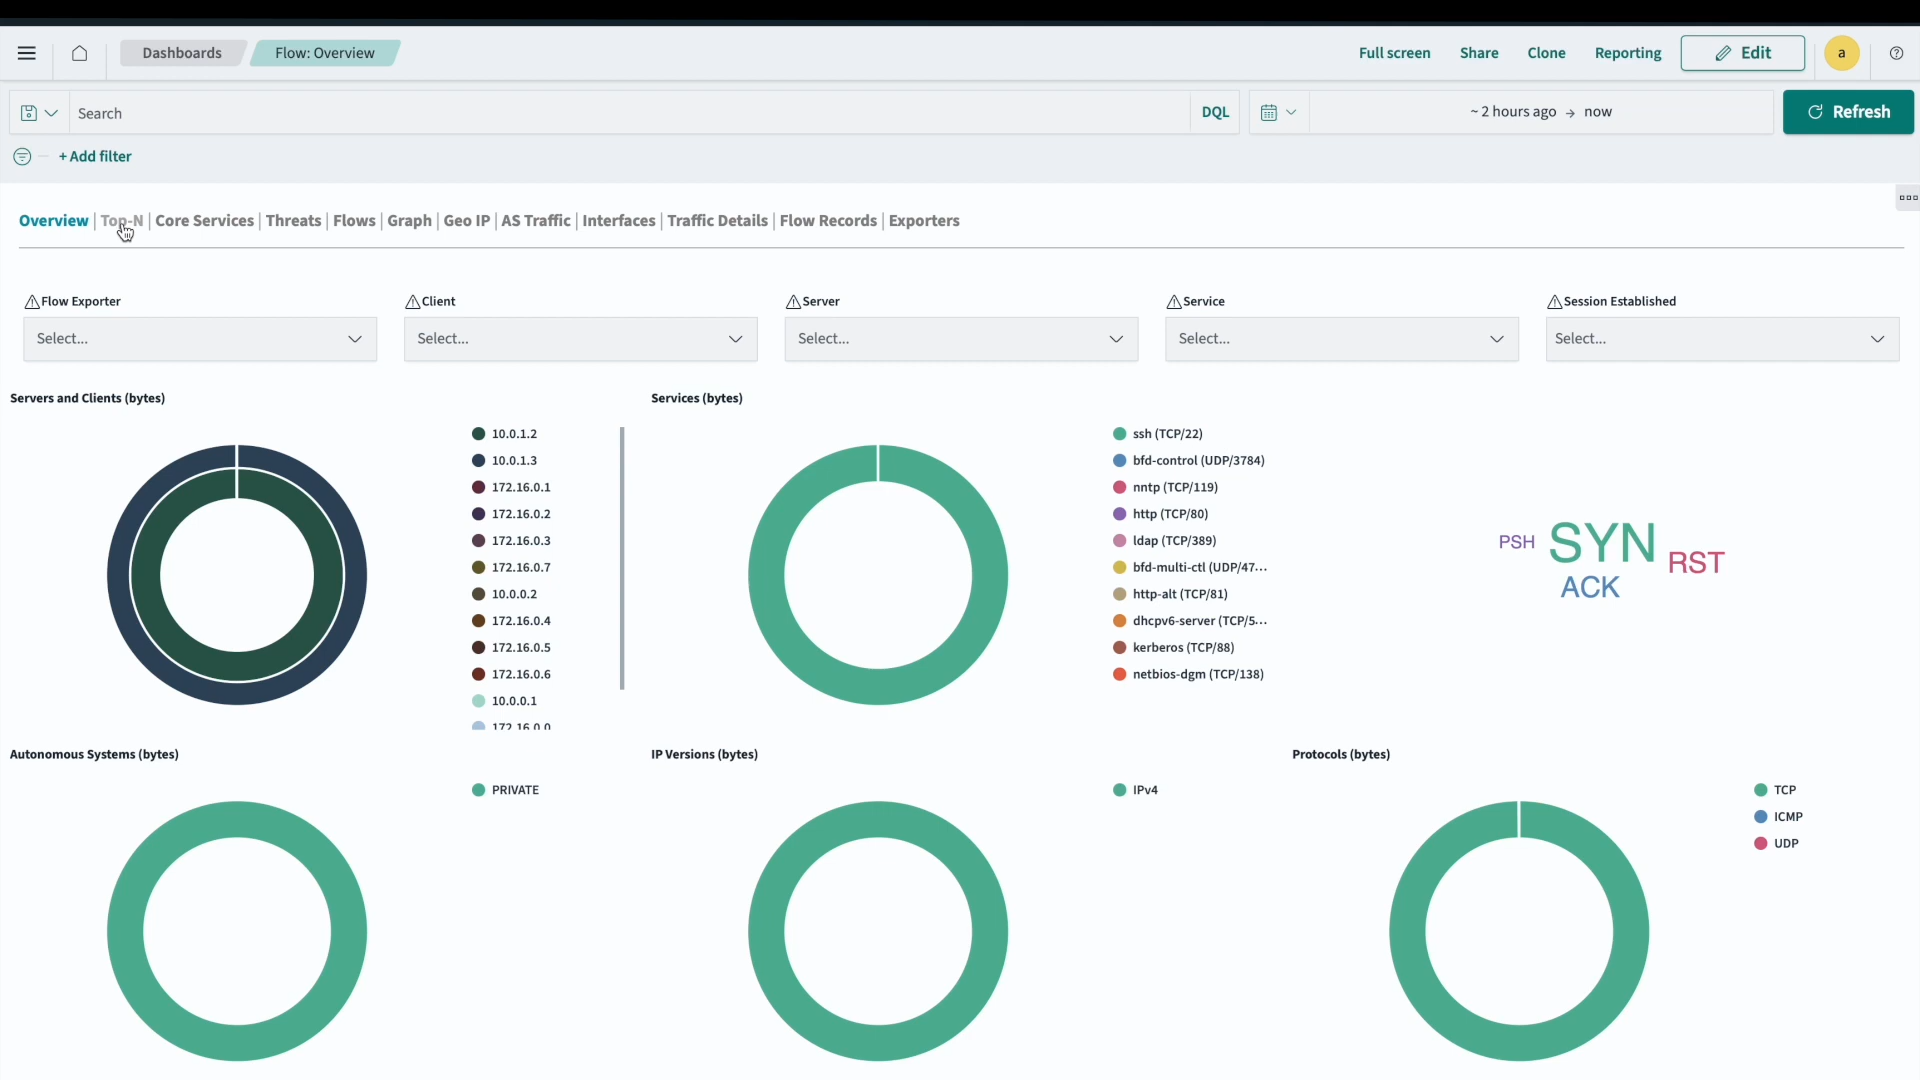 Dashboards
Flow: Overview
Full screen
Share
Clone
Reporting
Edit
a
Search
DQL
~ 2 hours ago → now
Refresh
+ Add filter
Overview | Top-N | Core Services | Threats | Flows | Graph | Geo IP | AS Traffic | Interfaces | Traffic Details | Flow Records | Exporters
Flow Exporter
Client
Server
Service
Session Established
Select...
Select...
Select...
Select...
Select...
Servers and Clients (bytes)
10.0.1.2
10.0.1.3
172.16.0.1
172.16.0.2
172.16.0.3
172.16.0.7
10.0.0.2
172.16.0.4
172.16.0.5
172.16.0.6
10.0.0.1
172.16.0.0
Services (bytes)
ssh (TCP/22)
bfd-control (UDP/3784)
nntp (TCP/119)
http (TCP/80)
ldap (TCP/389)
bfd-multi-ctl (UDP/47...
http-alt (TCP/81)
dhcpv6-server (TCP/5...
kerberos (TCP/88)
netbios-dgm (TCP/138)
PSH
SYN
RST
ACK
Autonomous Systems (bytes)
PRIVATE
IP Versions (bytes)
IPv4
Protocols (bytes)
TCP
ICMP
UDP